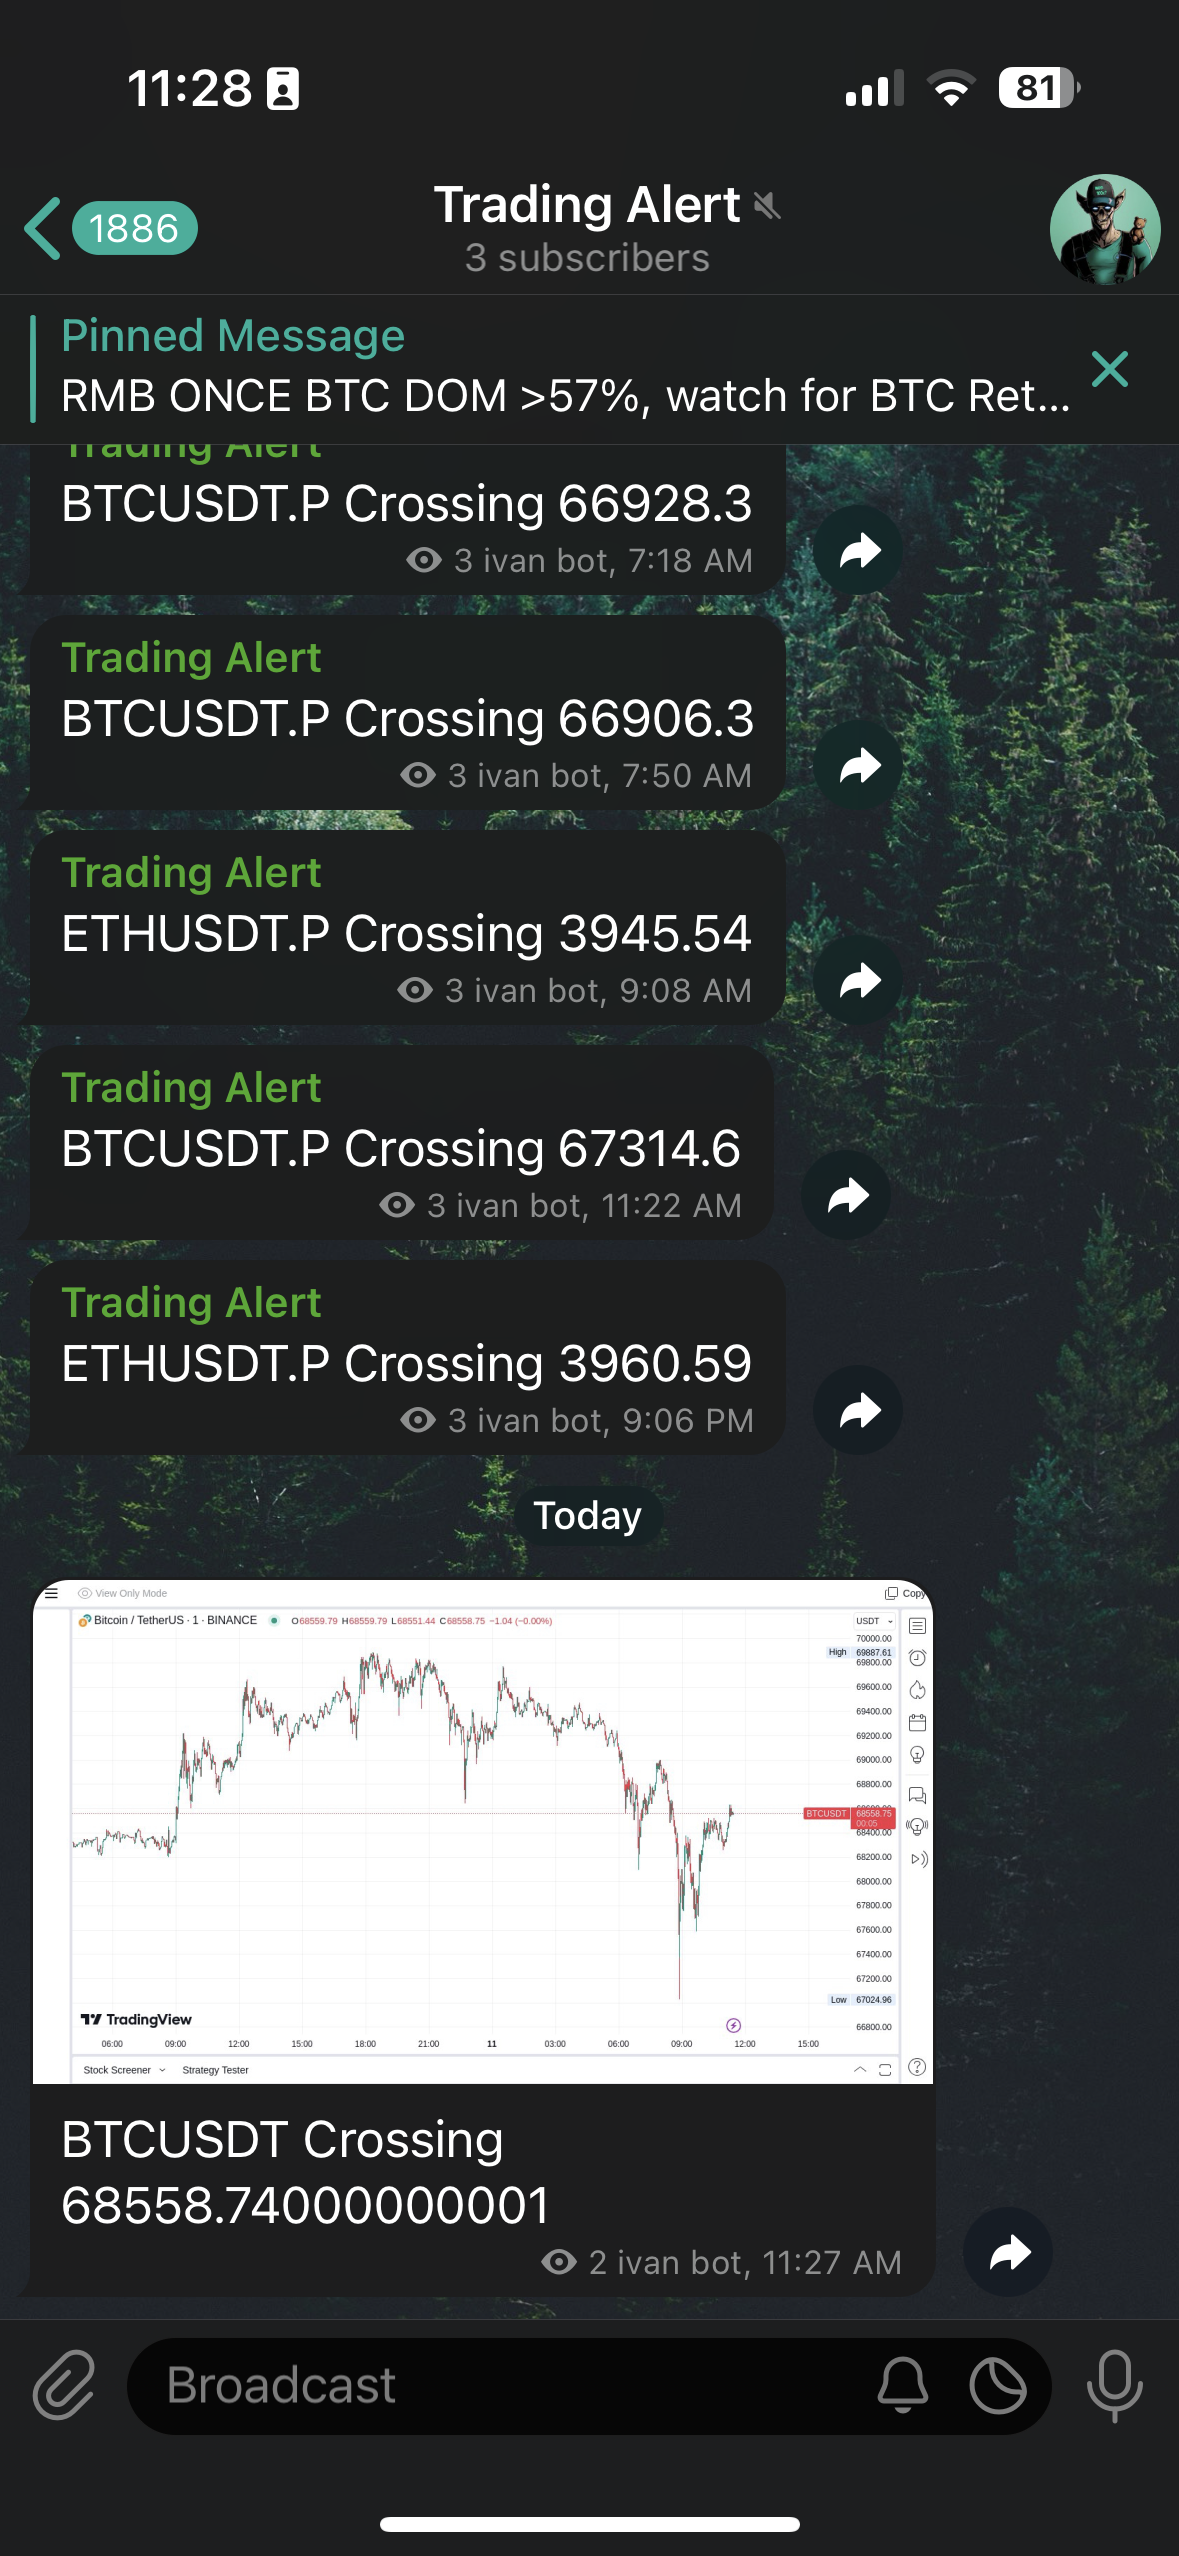 11:28
81
1886
Trading Alert
3 subscribers
Pinned Message
RMB ONCE BTC DOM >57%, watch for BTC Ret...
Trading Alert
BTCUSDT.P Crossing 66928.3
3 ivan bot, 7:18 AM
Trading Alert
BTCUSDT.P Crossing 66906.3
3 ivan bot, 7:50 AM
Trading Alert
ETHUSDT.P Crossing 3945.54
3 ivan bot, 9:08 AM
Trading Alert
BTCUSDT.P Crossing 67314.6
3 ivan bot, 11:22 AM
Trading Alert
ETHUSDT.P Crossing 3960.59
3 ivan bot, 9:06 PM
Today
View Only Mode Copy
Bitcoin / TetherUS · 1 · BINANCE O68559.79 H68559.79 L68551.44 C68558.75 −1.04 (−0.00%) USDT
70000.00
High 69887.61
69800.00
69600.00
69400.00
69200.00
69000.00
68800.00
BTCUSDT 68558.75
00:05
68400.00
68200.00
68000.00
67800.00
67600.00
67400.00
67200.00
Low 67024.96
66800.00
TradingView
06:00 09:00 12:00 15:00 18:00 21:00 11 03:00 06:00 09:00 12:00 15:00
Stock Screener Strategy Tester
BTCUSDT Crossing
68558.74000000001
2 ivan bot, 11:27 AM
Broadcast